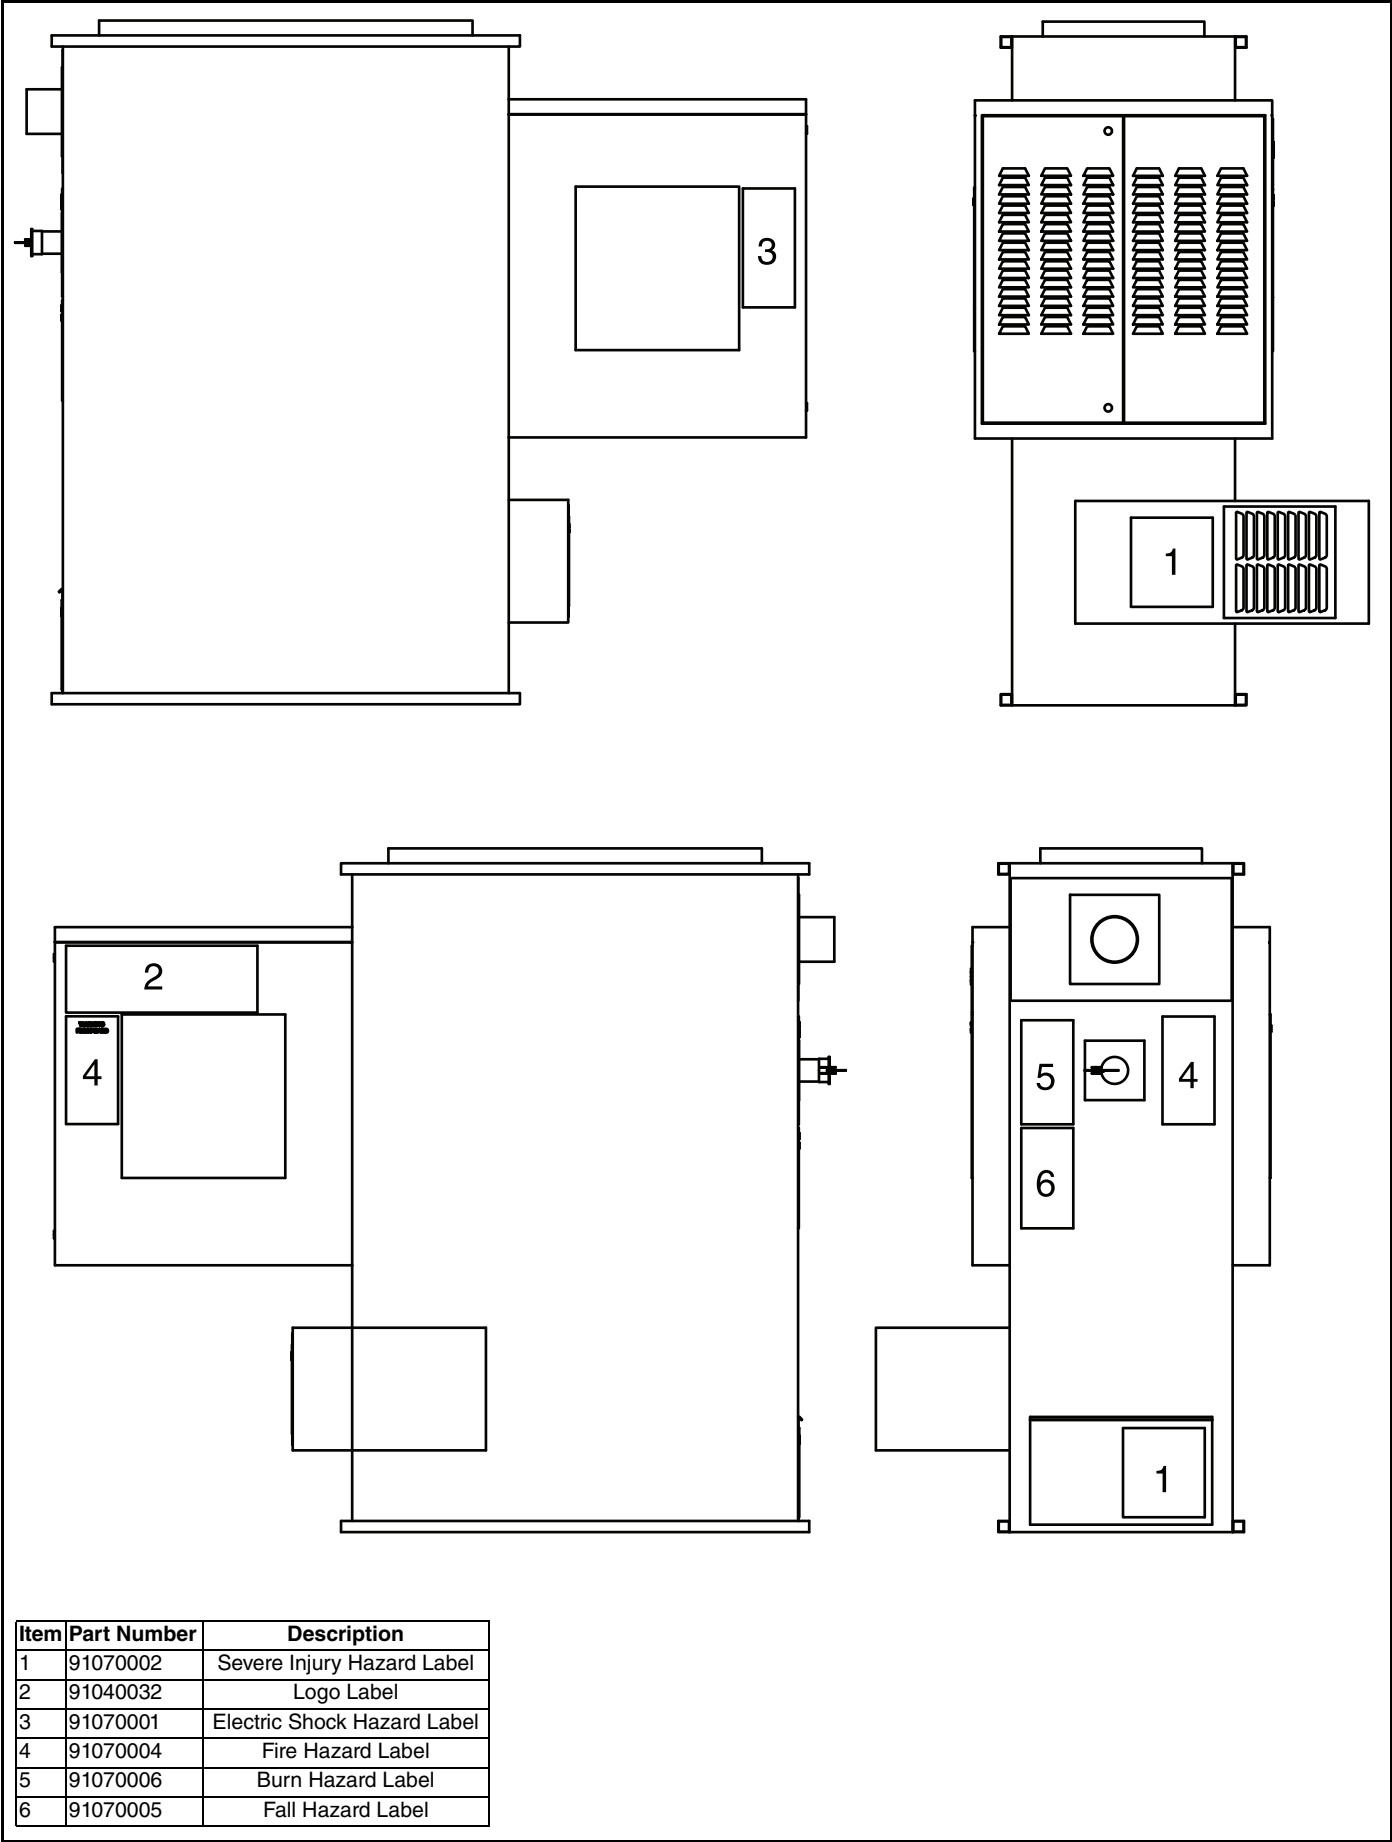 3
1
2
4
5
4
6
1
Item Part Number Description
1 91070002 Severe Injury Hazard Label
2 91040032 Logo Label
3 91070001 Electric Shock Hazard Label
4 91070004 Fire Hazard Label
5 91070006 Burn Hazard Label
6 91070005 Fall Hazard Label